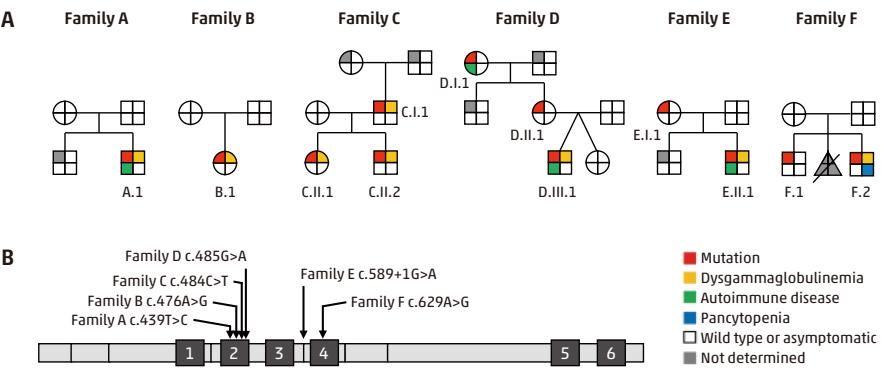 A
Family A
Family B
Family C
Family D
Family E
Family F
D.I.1
C.I.1
D.II.1
E.I.1
A.1
B.1
C.II.1
C.II.2
D.III.1
E.II.1
F.1
F.2
B
Family D c.485G>A
Family C c.484C>T
Family B c.476A>G
Family A c.439T>C
Family E c.589+1G>A
Family F c.629A>G
1
2
3
4
5
6
Mutation
Dysgammaglobulinemia
Autoimmune disease
Pancytopenia
Wild type or asymptomatic
Not determined